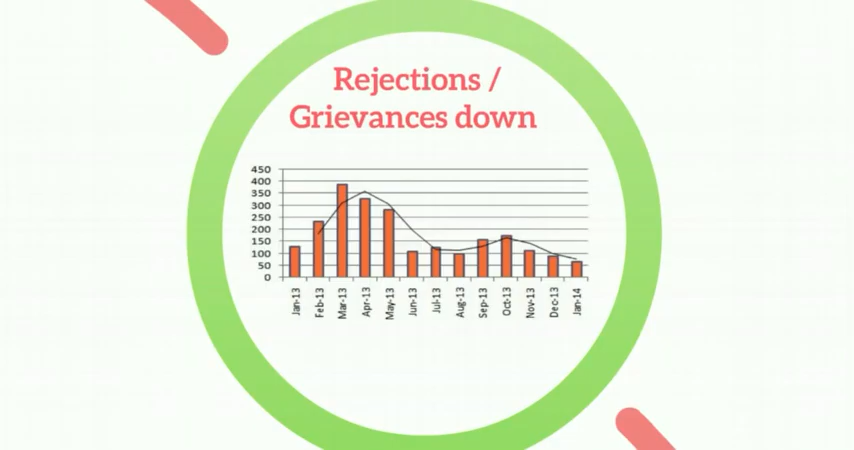 Rejections /
Grievances down
450
400
350
300
250
200
150
100
50
0
Jan-13
Feb-13
Mar-13
Apr-13
May-13
Jun-13
Jul-13
Aug-13
Sep-13
Oct-13
Nov-13
Dec-13
Jan-14